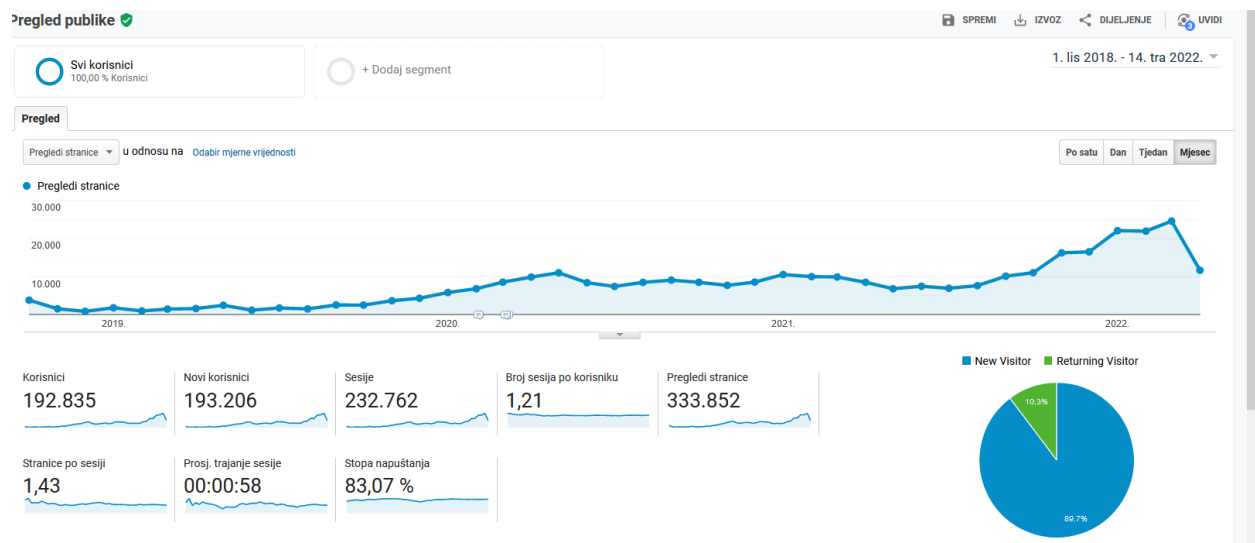 Pregled publike
SPREMI IZVOZ DIJELJENJE 3 UVIDI
Svi korisnici
100,00 % Korisnici
+ Dodaj segment
1. lis 2018. - 14. tra 2022.
Pregled
Pregledi stranice u odnosu na Odabir mjerne vrijednosti
Po satu Dan Tjedan Mjesec
Pregledi stranice
30.000
20.000
10.000
2019. 2020. 2021. 2022.
New Visitor Returning Visitor
Korisnici
192.835
Novi korisnici
193.206
Sesije
232.762
Broj sesija po korisniku
1,21
Pregledi stranice
333.852
Stranice po sesiji
1,43
Prosj. trajanje sesije
00:00:58
Stopa napuštanja
83,07 %
10.3%
89.7%